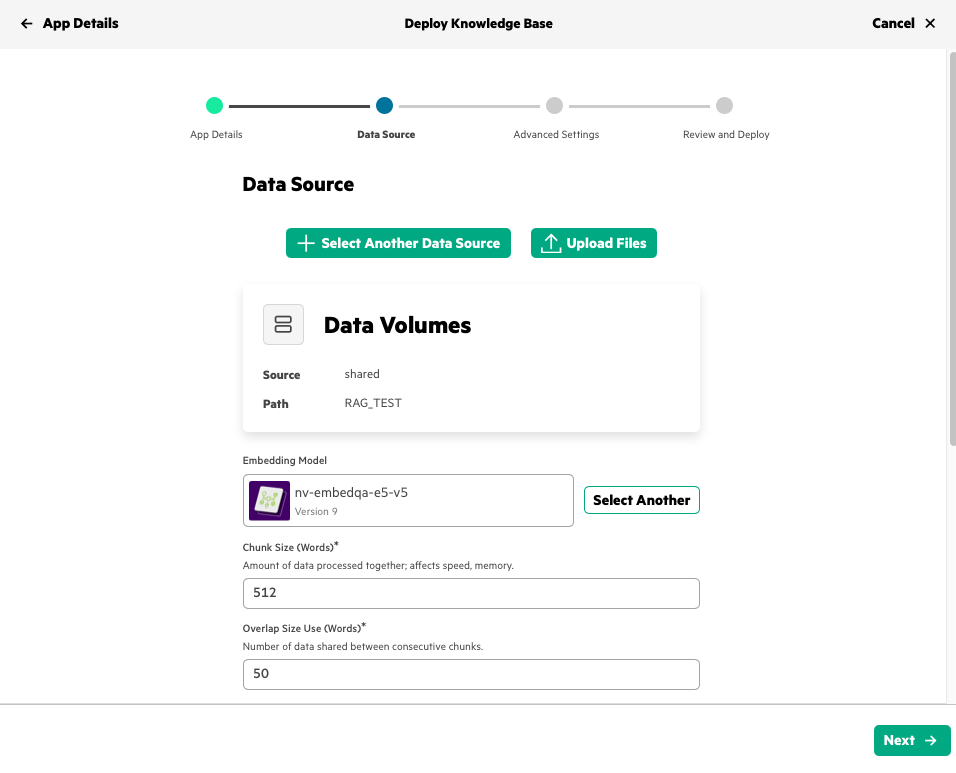 App Details
Deploy Knowledge Base
Cancel
App Details
Data Source
Advanced Settings
Review and Deploy
Data Source
Select Another Data Source
Upload Files
Data Volumes
Source shared
Path RAG_TEST
Embedding Model
nv-embedqa-e5-v5
Version 9
Select Another
Chunk Size (Words)*
Amount of data processed together; affects speed, memory.
512
Overlap Size Use (Words)*
Number of data shared between consecutive chunks.
50
Next